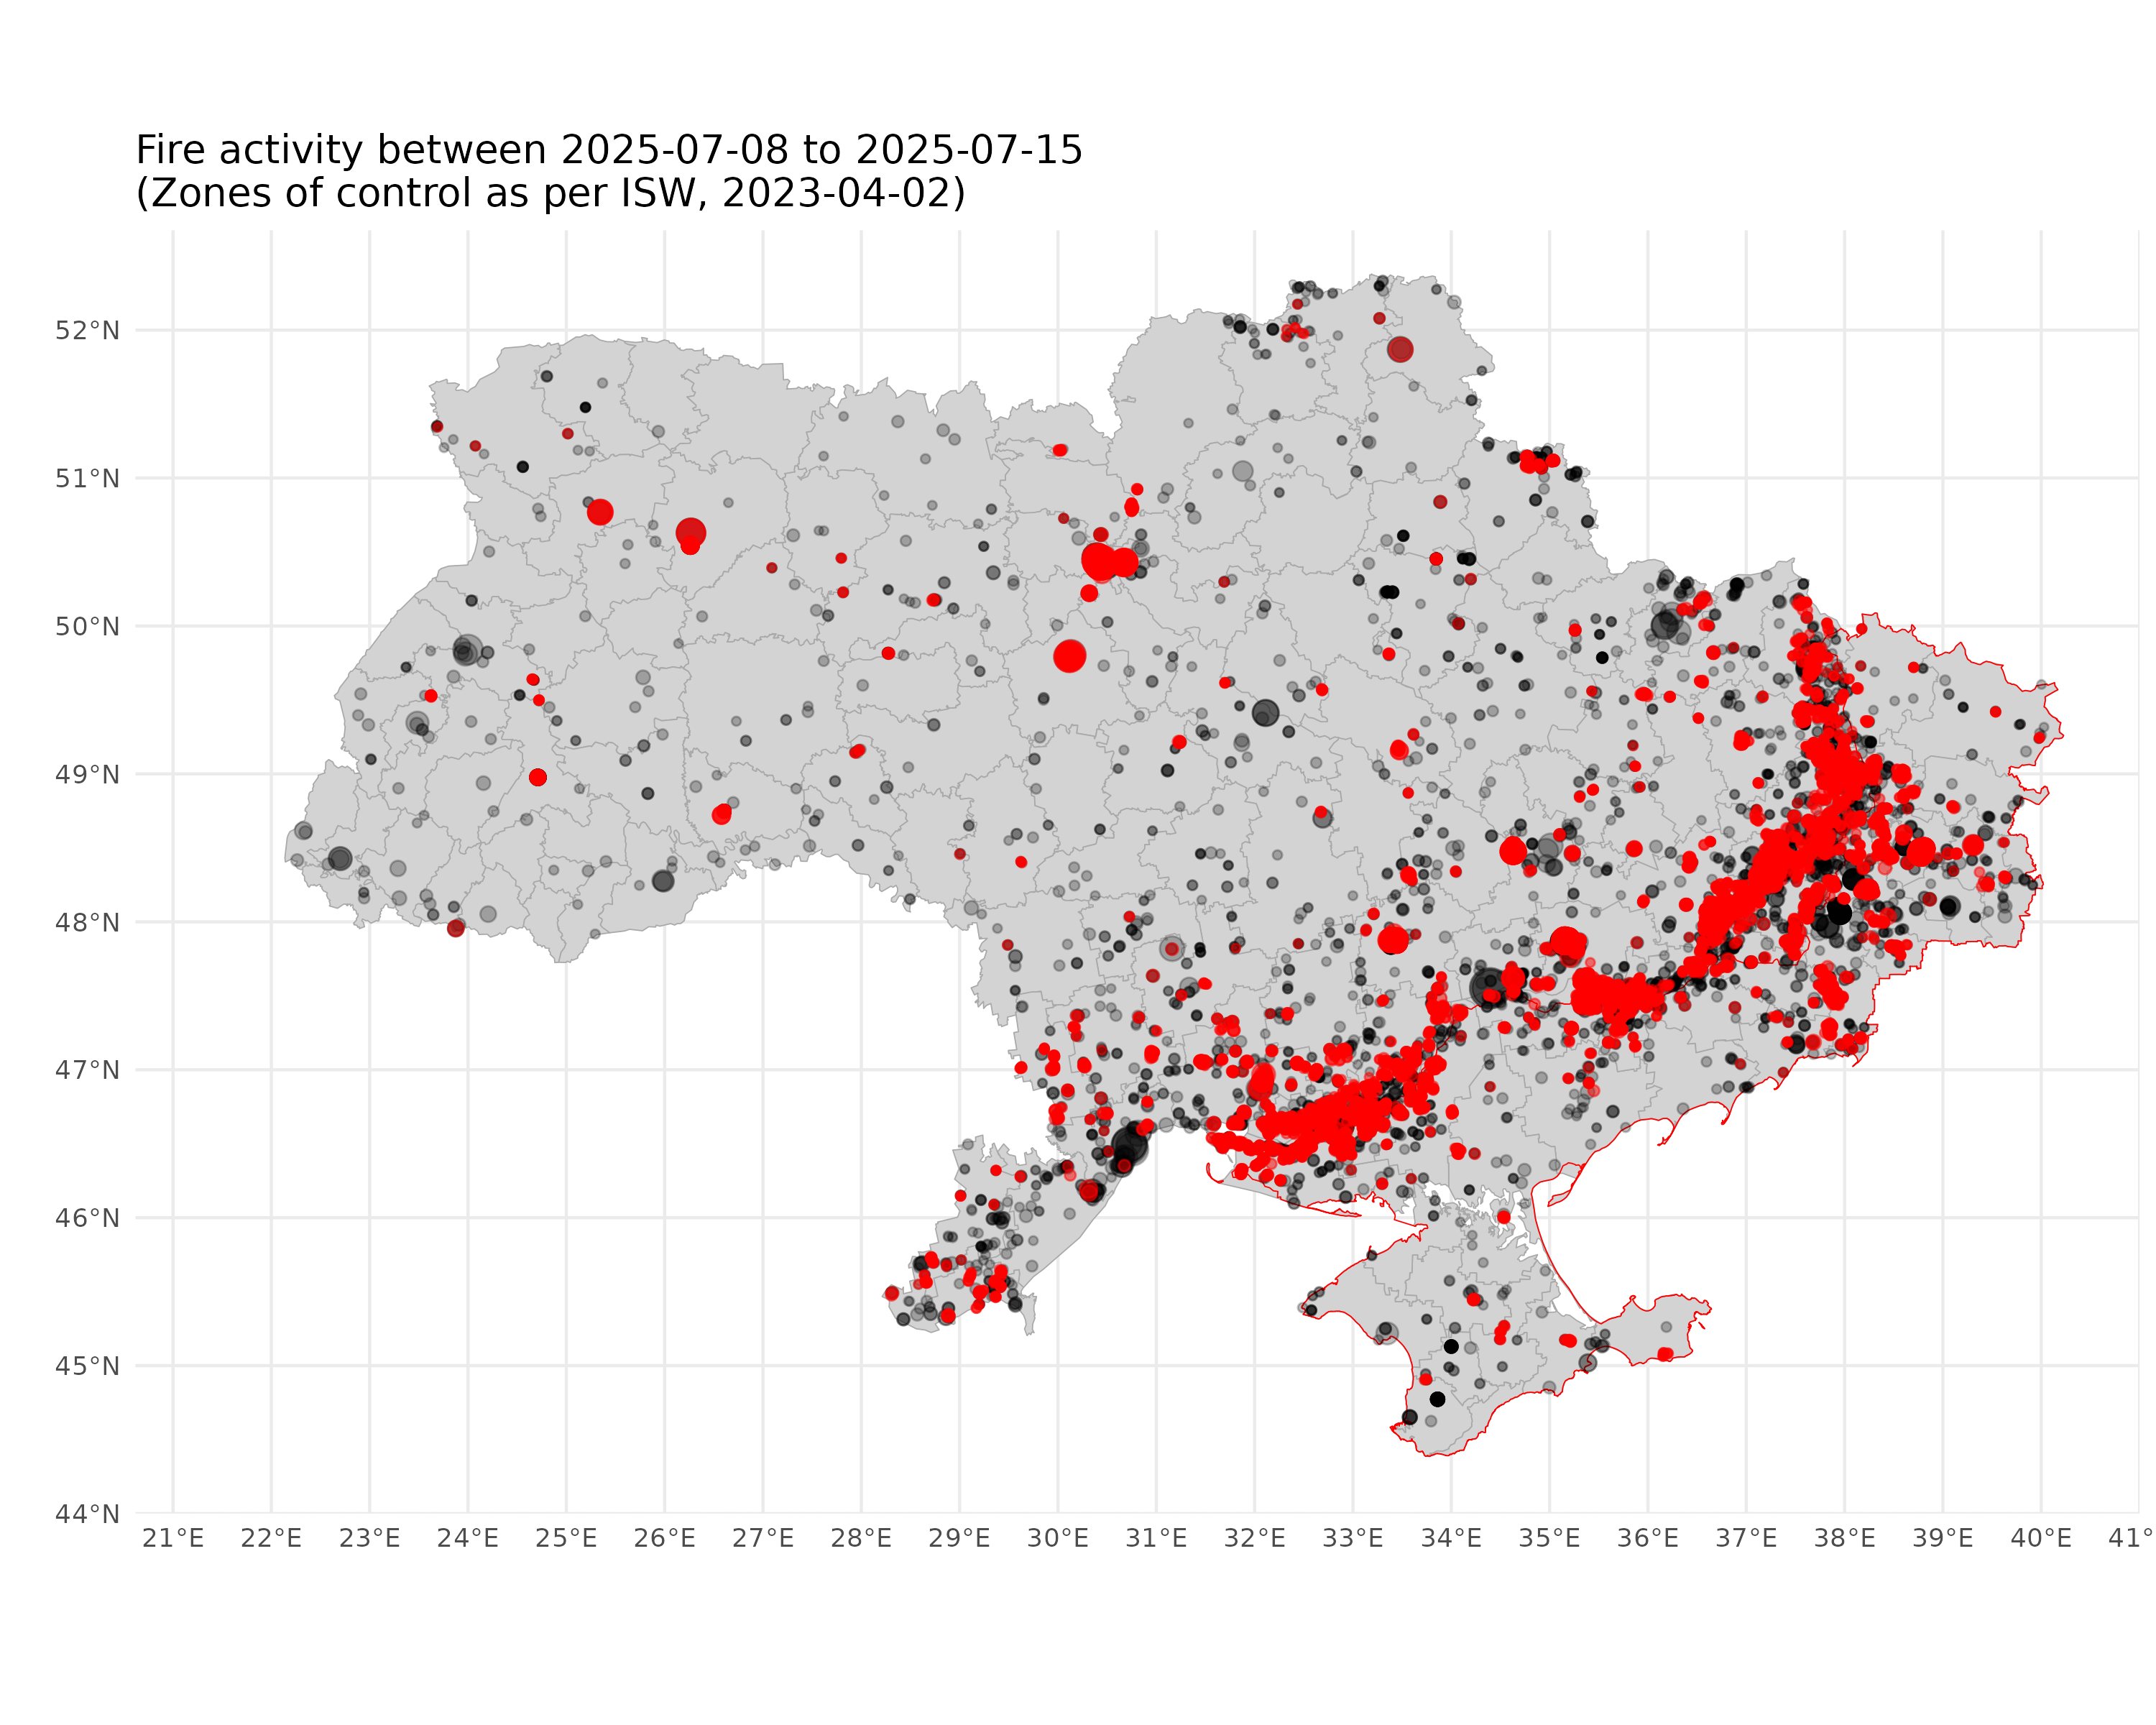 Fire activity between 2025-07-08 to 2025-07-15
(Zones of control as per ISW, 2023-04-02)
52°N
51°N
50°N
49°N
48°N
47°N
46°N
45°N
44°N
21°E 22°E 23°E 24°E 25°E 26°E 27°E 28°E 29°E 30°E 31°E 32°E 33°E 34°E 35°E 36°E 37°E 38°E 39°E 40°E 41°